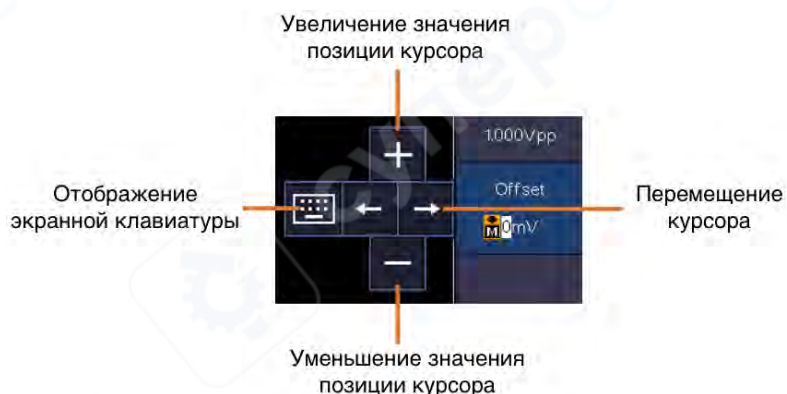 Увеличение значения
позиции курсора
1.000Vpp
Offset
M 0mV
Отображение
экранной клавиатуры
Перемещение
курсора
Уменьшение значения
позиции курсора